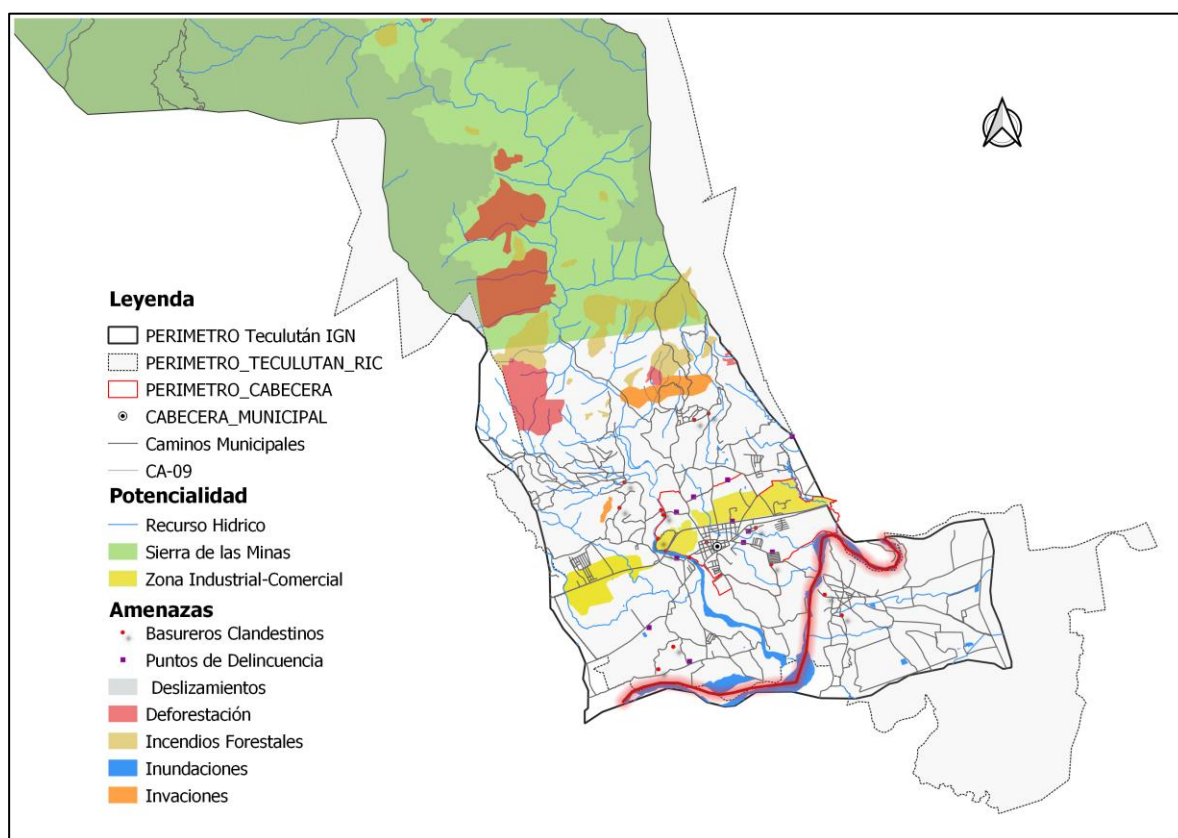 Leyenda
PERIMETRO Teculután IGN
PERIMETRO_TECULUTAN_RIC
PERIMETRO_CABECERA
CABECERA_MUNICIPAL
Caminos Municipales
CA-09
Potencialidad
Recurso Hidrico
Sierra de las Minas
Zona Industrial-Comercial
Amenazas
Basureros Clandestinos
Puntos de Delincuencia
Deslizamientos
Deforestación
Incendios Forestales
Inundaciones
Invaciones